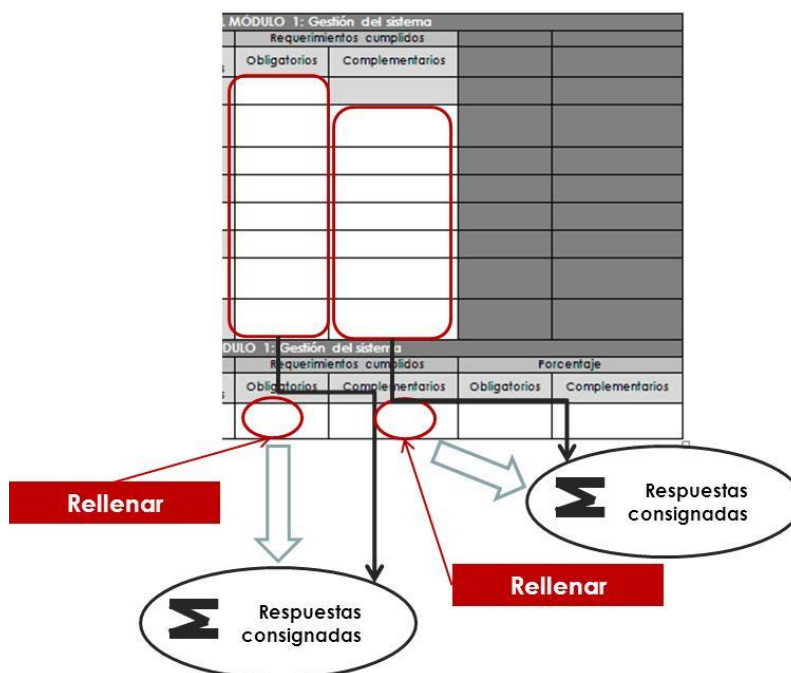 L MÓDULO 1: Gestión del sistema
Requerimientos cumplidos
s Obligatorios Complementarios
DULO 1: Gestión del sistema
Requerimientos cumplidos Porcentaje
s Obligatorios Complementarios Obligatorios Complementarios
Rellenar
Σ Respuestas
consignadas
Rellenar
Σ Respuestas
consignadas